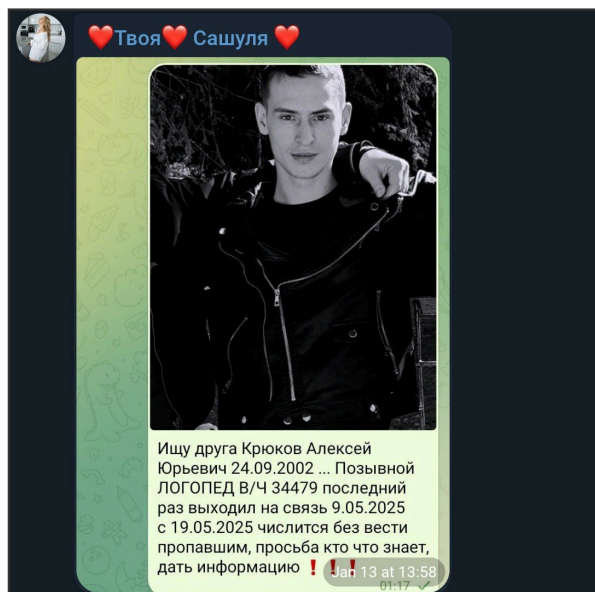 ❤️Твоя❤️ Сашуля ❤️
Ищу друга Крюков Алексей
Юрьевич 24.09.2002 ... Позывной
ЛОГОПЕД В/Ч 34479 последний
раз выходил на связь 9.05.2025
с 19.05.2025 числится без вести
пропавшим, просьба кто что знает,
дать информацию ❗❗❗
Jan 13 at 13:58
01:17